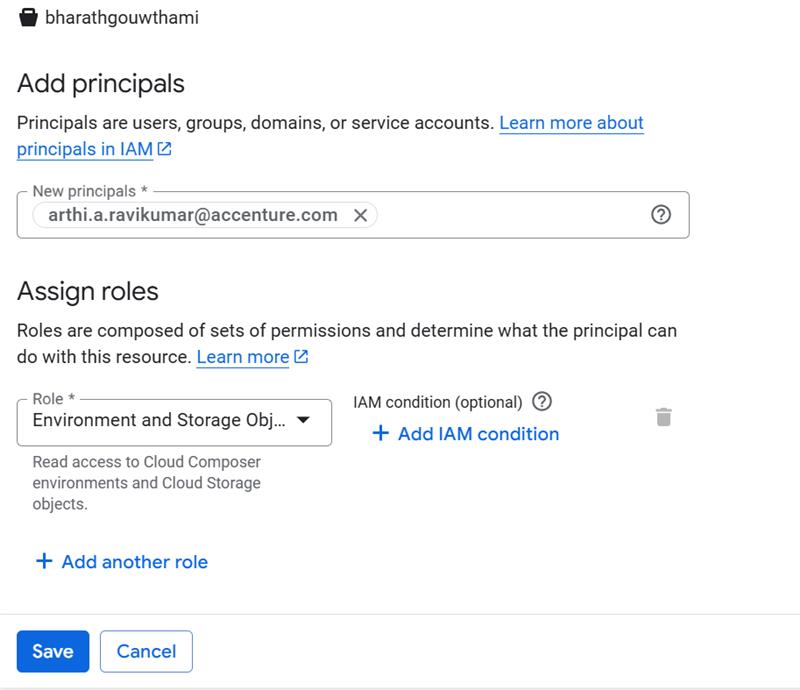 bharathgouwthami
Add principals
Principals are users, groups, domains, or service accounts. Learn more about
principals in IAM
New principals *
arthi.a.ravikumar@accenture.com
Assign roles
Roles are composed of sets of permissions and determine what the principal can
do with this resource. Learn more
Role *
Environment and Storage Obj...
IAM condition (optional)
+ Add IAM condition
Read access to Cloud Composer
environments and Cloud Storage
objects.
+ Add another role
Save Cancel